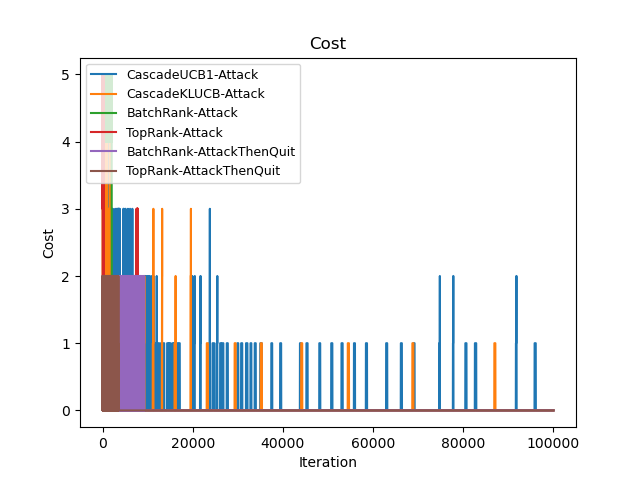 Cost
5
4
3
2
1
0
Cost
CascadeUCB1-Attack
CascadeKLUCB-Attack
BatchRank-Attack
TopRank-Attack
BatchRank-AttackThenQuit
TopRank-AttackThenQuit
0 20000 40000 60000 80000 100000
Iteration